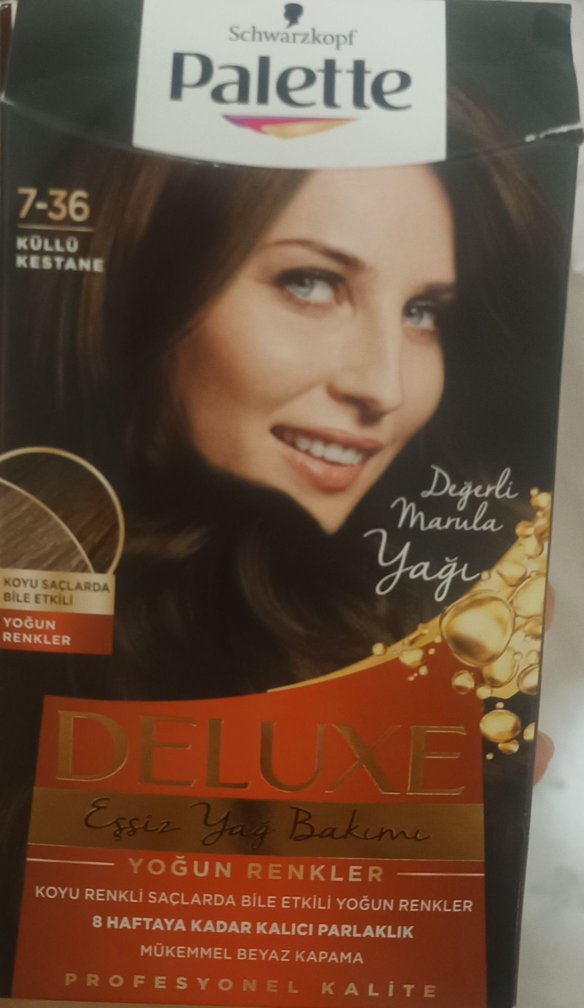 Schwarzkopf
Palette
7-36
KÜLLÜ
KESTANE
Değerli
Marula
Yağı
KOYU SAÇLARDA
BİLE ETKİLİ
YOĞUN
RENKLER
DELUXE
Eşsiz Yağ Bakımı
YOĞUN RENKLER
KOYU RENKLİ SAÇLARDA BİLE ETKİLİ YOĞUN RENKLER
8 HAFTAYA KADAR KALICI PARLAKLIK
MÜKEMMEL BEYAZ KAPAMA
PROFESYONEL KALİTE